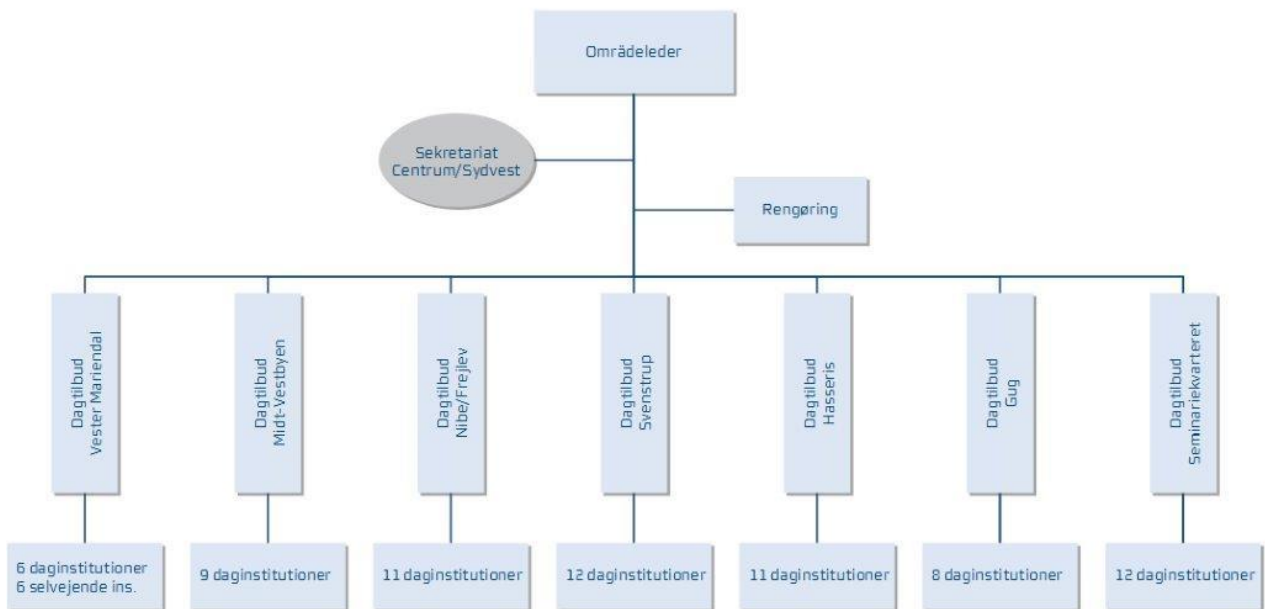 Områdeleder
Sekretariat
Centrum/Sydvest
Rengøring
Dagtilbud
Vester Mariendal
Dagtilbud
Midt-Vestbyen
Dagtilbud
Nibe/Frejlev
Dagtilbud
Svenstrup
Dagtilbud
Hasseris
Dagtilbud
Gug
Dagtilbud
Seminariekvarteret
6 daginstitutioner
6 selvejende ins.
9 daginstitutioner
11 daginstitutioner
12 daginstitutioner
11 daginstitutioner
8 daginstitutioner
12 daginstitutioner